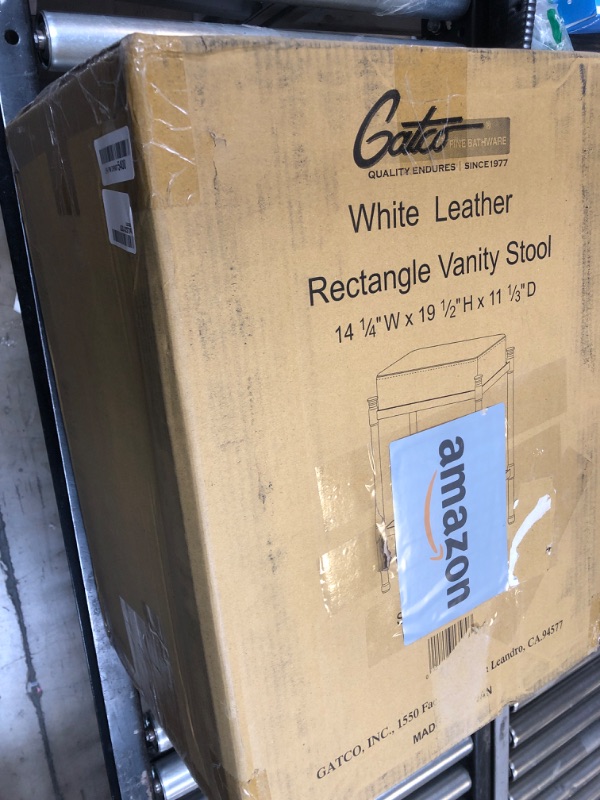 Gatco
FINE BATHWARE
QUALITY ENDURES | SINCE 1977
White Leather
Rectangle Vanity Stool
14 ¼"W x 19 ½"H x 11 ⅓"D
amazon
GATCO, INC., 1550 Leandro, CA.94577